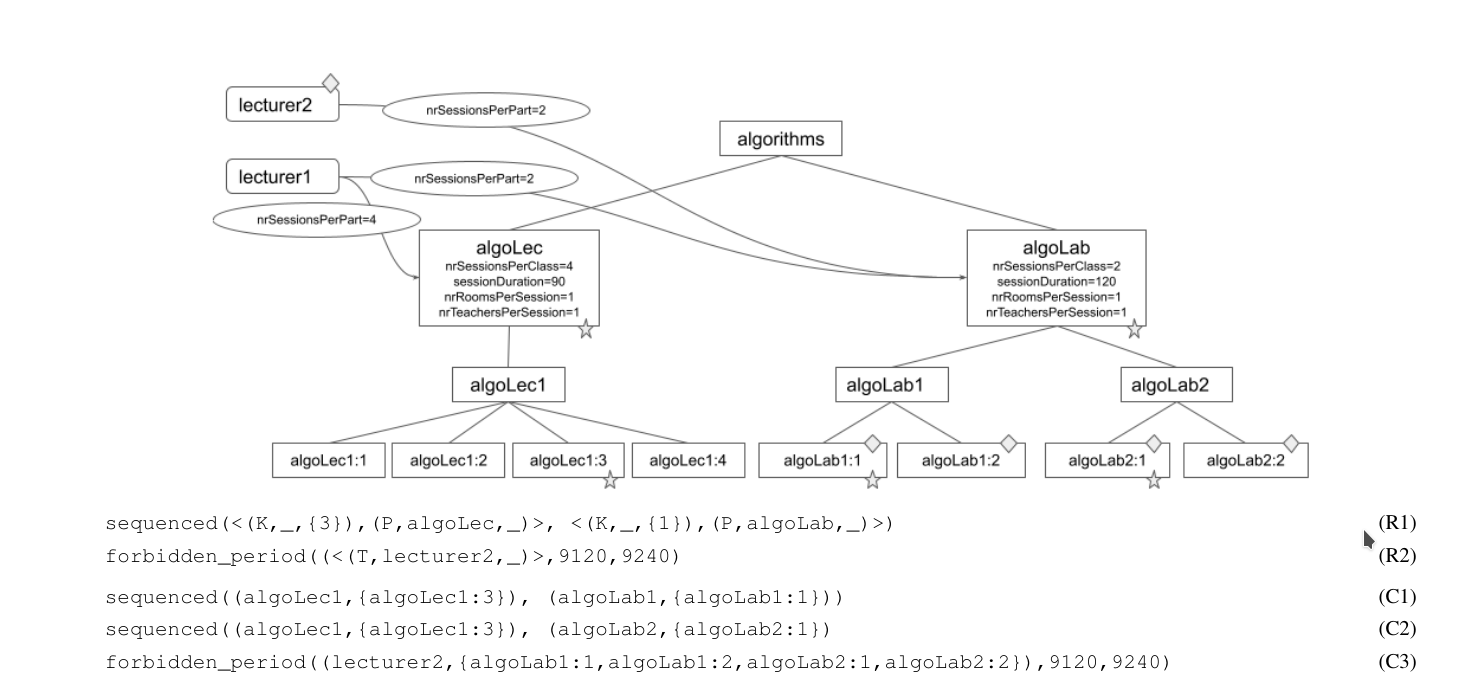 lecturer2
nrSessionsPerPart=2
algorithms
lecturer1
nrSessionsPerPart=2
nrSessionsPerPart=4
algoLec
nrSessionsPerClass=4
sessionDuration=90
nrRoomsPerSession=1
nrTeachersPerSession=1
algoLab
nrSessionsPerClass=2
sessionDuration=120
nrRoomsPerSession=1
nrTeachersPerSession=1
algoLec1
algoLab1
algoLab2
algoLec1:1
algoLec1:2
algoLec1:3
algoLec1:4
algoLab1:1
algoLab1:2
algoLab2:1
algoLab2:2
sequenced(<(K,_,{3}),(P,algoLec,_)>, <(K,_,{1}),(P,algoLab,_)>) (R1)
forbidden_period((<(T,lecturer2,_)>,9120,9240) (R2)
sequenced((algoLec1,{algoLec1:3}), (algoLab1,{algoLab1:1})) (C1)
sequenced((algoLec1,{algoLec1:3}), (algoLab2,{algoLab2:1}) (C2)
forbidden_period((lecturer2,{algoLab1:1,algoLab1:2,algoLab2:1,algoLab2:2}),9120,9240) (C3)